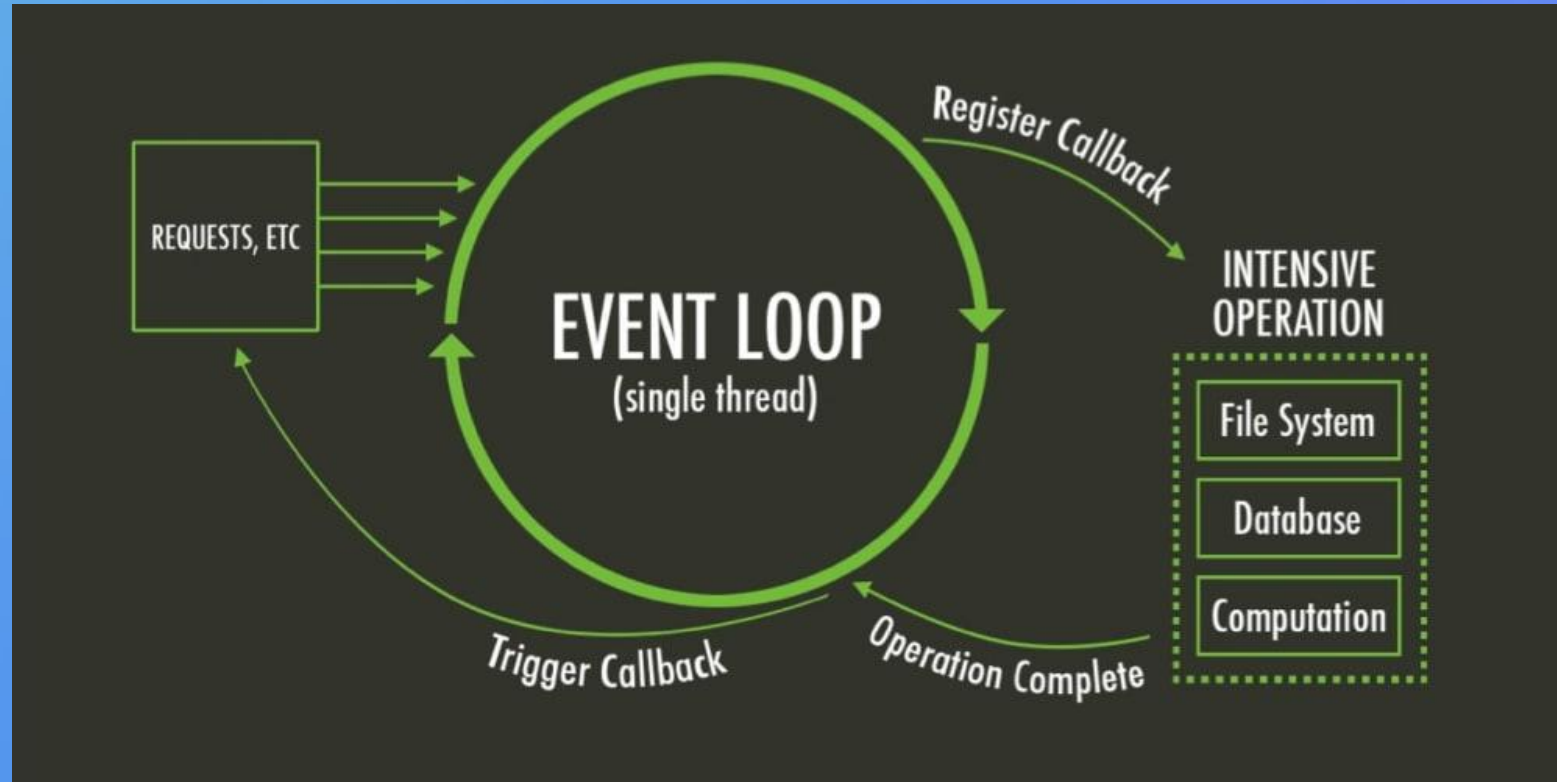 REQUESTS, ETC
EVENT LOOP
(single thread)
Register Callback
INTENSIVE
OPERATION
File System
Database
Computation
Operation Complete
Trigger Callback